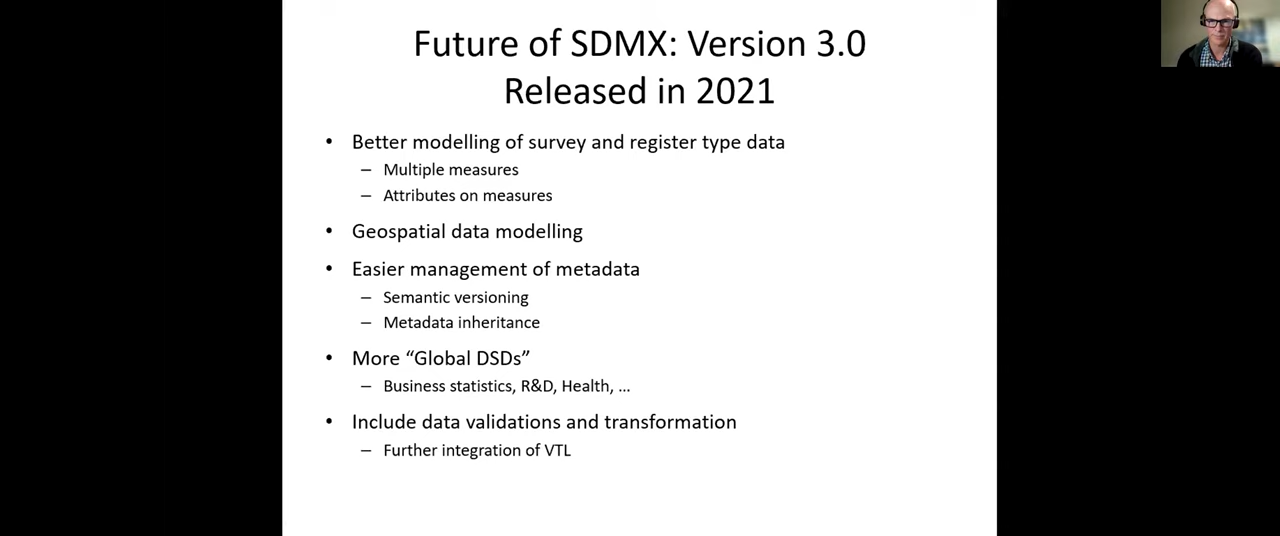 Future of SDMX: Version 3.0
Released in 2021
• Better modelling of survey and register type data
– Multiple measures
– Attributes on measures
• Geospatial data modelling
• Easier management of metadata
– Semantic versioning
– Metadata inheritance
• More “Global DSDs”
– Business statistics, R&D, Health, ...
• Include data validations and transformation
– Further integration of VTL